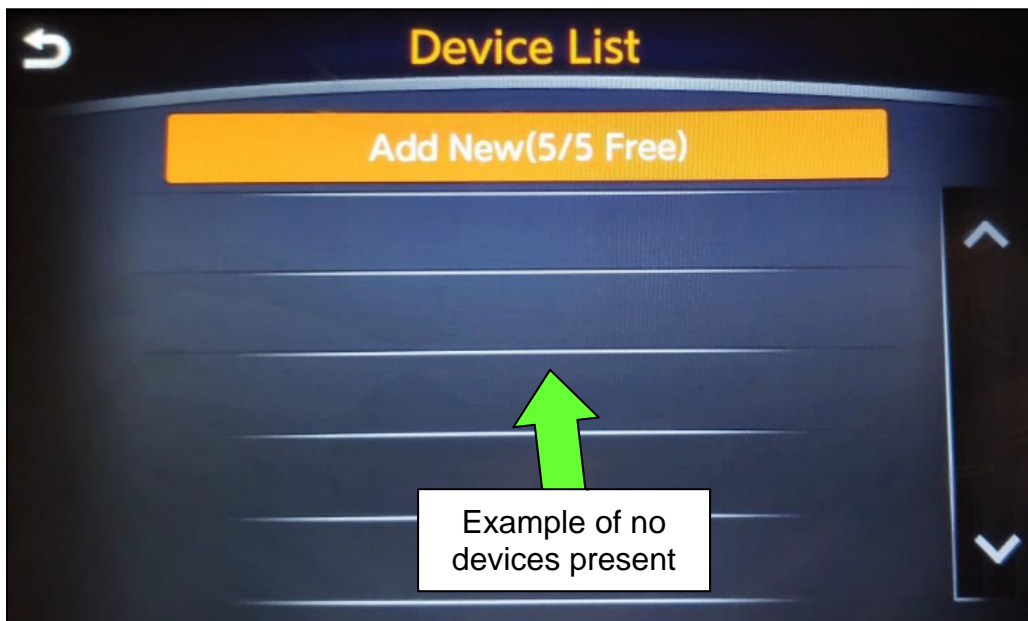 Device List
Add New(5/5 Free)
Example of no
devices present